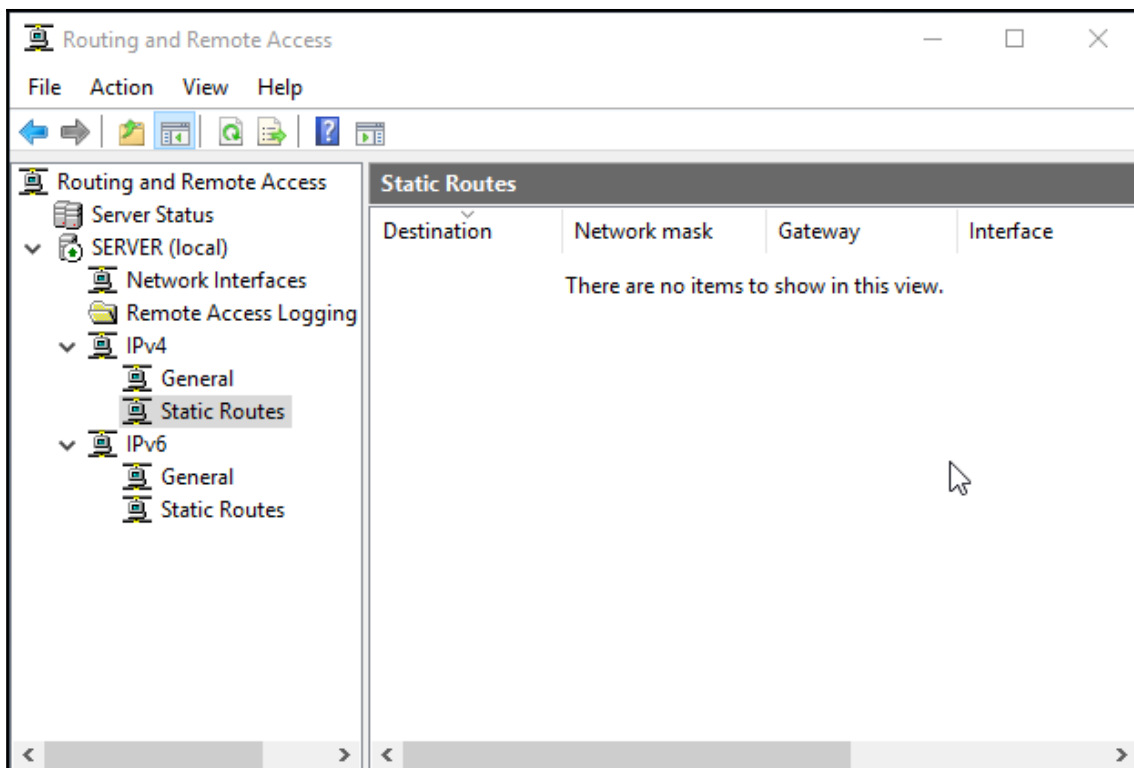 Routing and Remote Access
File Action View Help
Routing and Remote Access
Server Status
SERVER (local)
Network Interfaces
Remote Access Logging
IPv4
General
Static Routes
IPv6
General
Static Routes
Static Routes
Destination Network mask Gateway Interface
There are no items to show in this view.